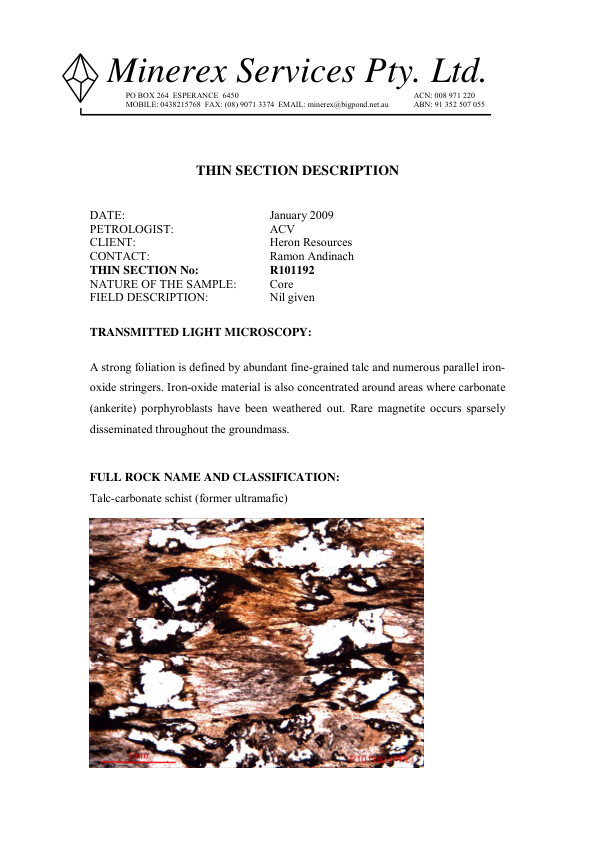 Minerex Services Pty. Ltd.
PO BOX 264 ESPERANCE 6450
ACN: 008 971 220
MOBILE: 0438215768 FAX: (08) 9071 3374 EMAIL: minerex@bigpond.net.au
ABN: 91 352 507 055
THIN SECTION DESCRIPTION
DATE: January 2009
PETROLOGIST: ACV
CLIENT: Heron Resources
CONTACT: Ramon Andinach
THIN SECTION No: R101192
NATURE OF THE SAMPLE: Core
FIELD DESCRIPTION: Nil given
TRANSMITTED LIGHT MICROSCOPY:
A strong foliation is defined by abundant fine-grained talc and numerous parallel iron-
oxide stringers. Iron-oxide material is also concentrated around areas where carbonate
(ankerite) porphyroblasts have been weathered out. Rare magnetite occurs sparsely
disseminated throughout the groundmass.
FULL ROCK NAME AND CLASSIFICATION:
Talc-carbonate schist (former ultramafic)